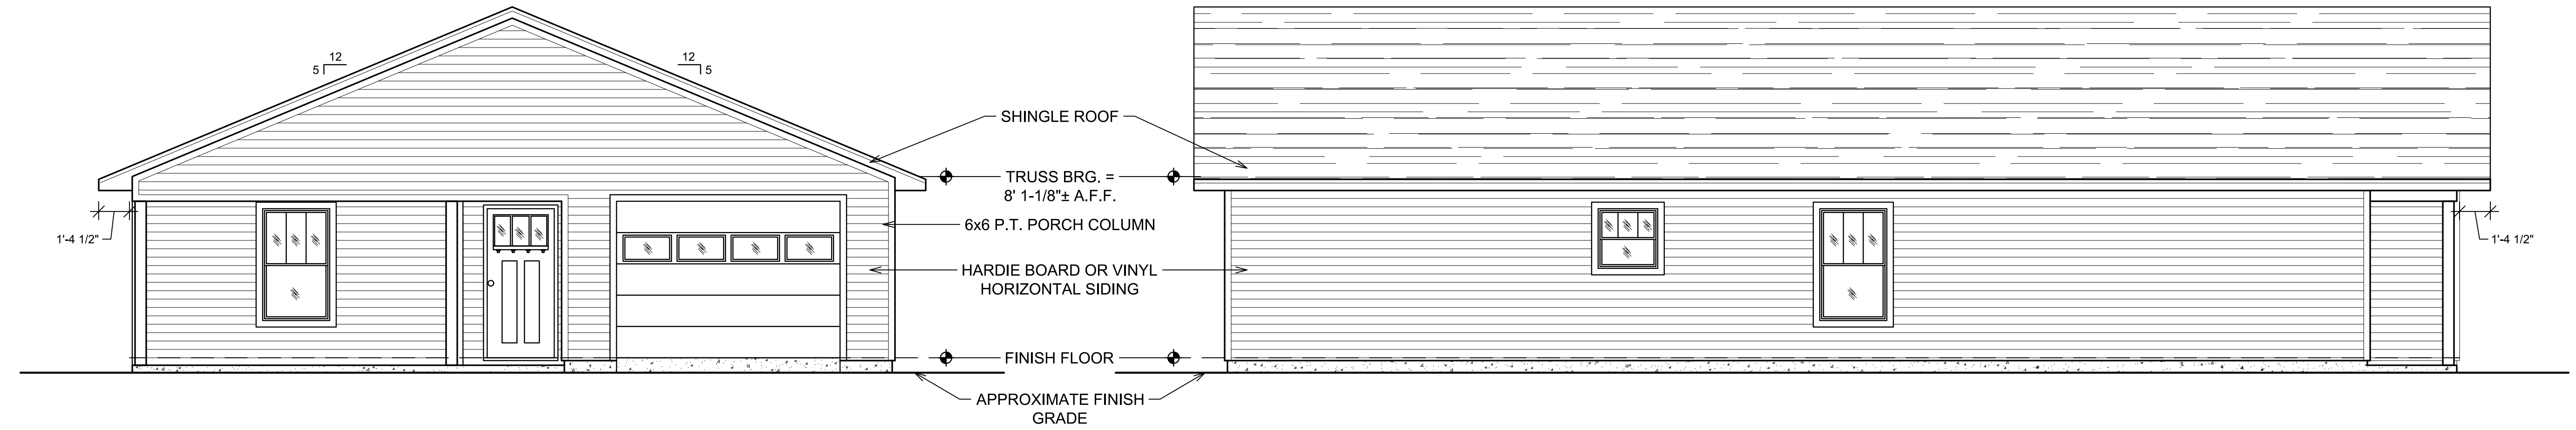 12
5
12
5
SHINGLE ROOF
TRUSS BRG. =
8' 1-1/8"± A.F.F.
6x6 P.T. PORCH COLUMN
1'-4 1/2"
1'-4 1/2"
HARDIE BOARD OR VINYL
HORIZONTAL SIDING
FINISH FLOOR
APPROXIMATE FINISH
GRADE